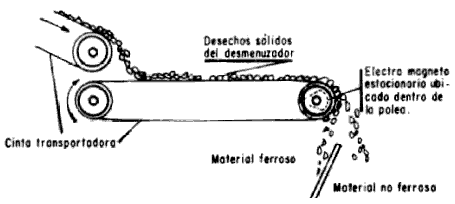 Desechos sólidos
del desmenuzador
Electro magneto
estacionario ubi-
cado dentro de
la polea.
Cinta transportadora
Material ferroso
Material no ferroso